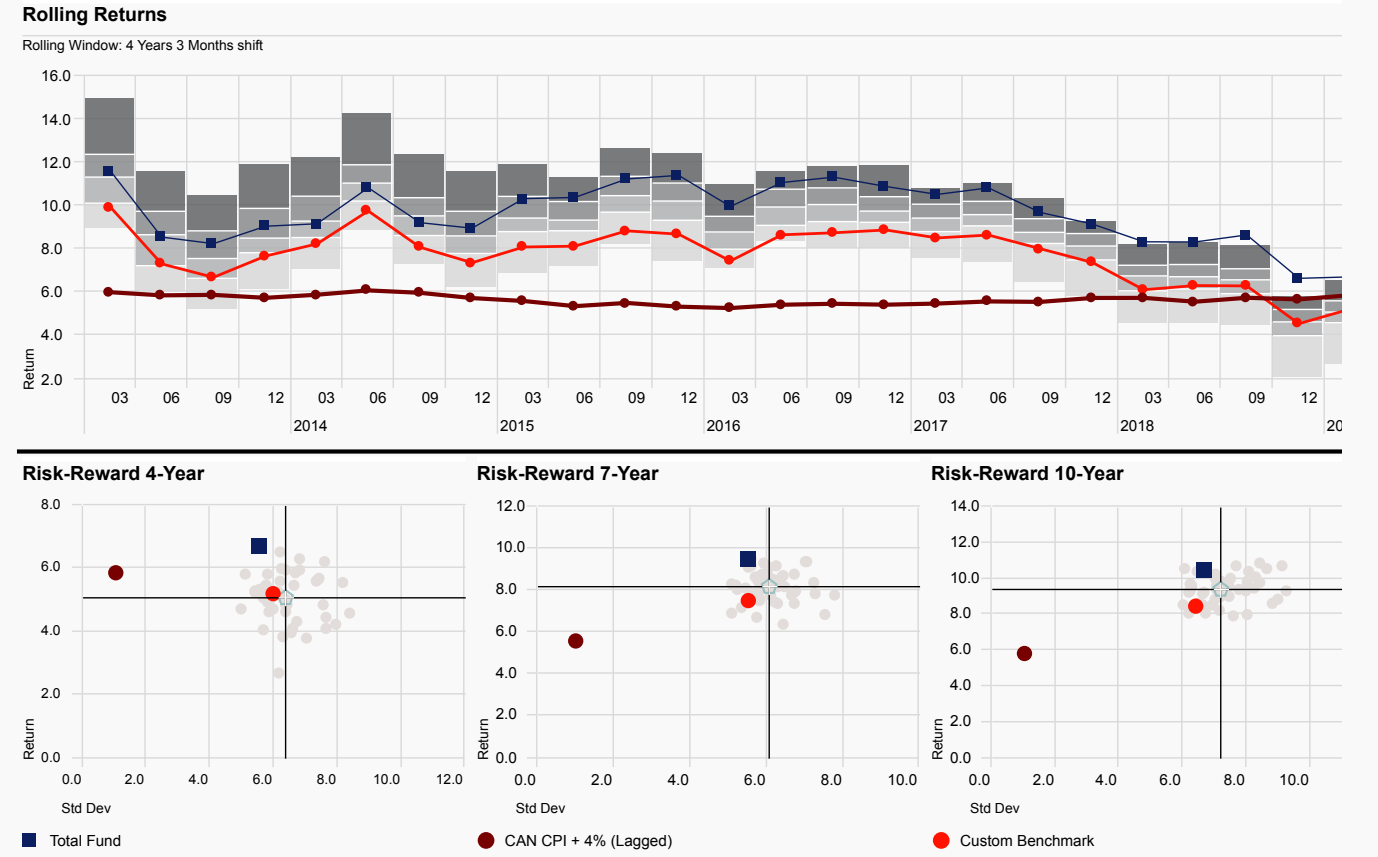 Rolling Returns
Rolling Window: 4 Years 3 Months shift
16.0
14.0
12.0
10.0
8.0
6.0
4.0
2.0
Return
03 06 09 12 03 06 09 12 03 06 09 12 03 06 09 12 03 06 09 12 03 06 09 12
2014 2015 2016 2017 2018 20
Risk-Reward 4-Year
8.0
6.0
4.0
2.0
0.0
Return
0.0 2.0 4.0 6.0 8.0 10.0 12.0
Std Dev
Risk-Reward 7-Year
12.0
10.0
8.0
6.0
4.0
2.0
0.0
Return
0.0 2.0 4.0 6.0 8.0 10.0
Std Dev
Risk-Reward 10-Year
14.0
12.0
10.0
8.0
6.0
4.0
2.0
0.0
Return
0.0 2.0 4.0 6.0 8.0 10.0
Std Dev
Total Fund
CAN CPI + 4% (Lagged)
Custom Benchmark